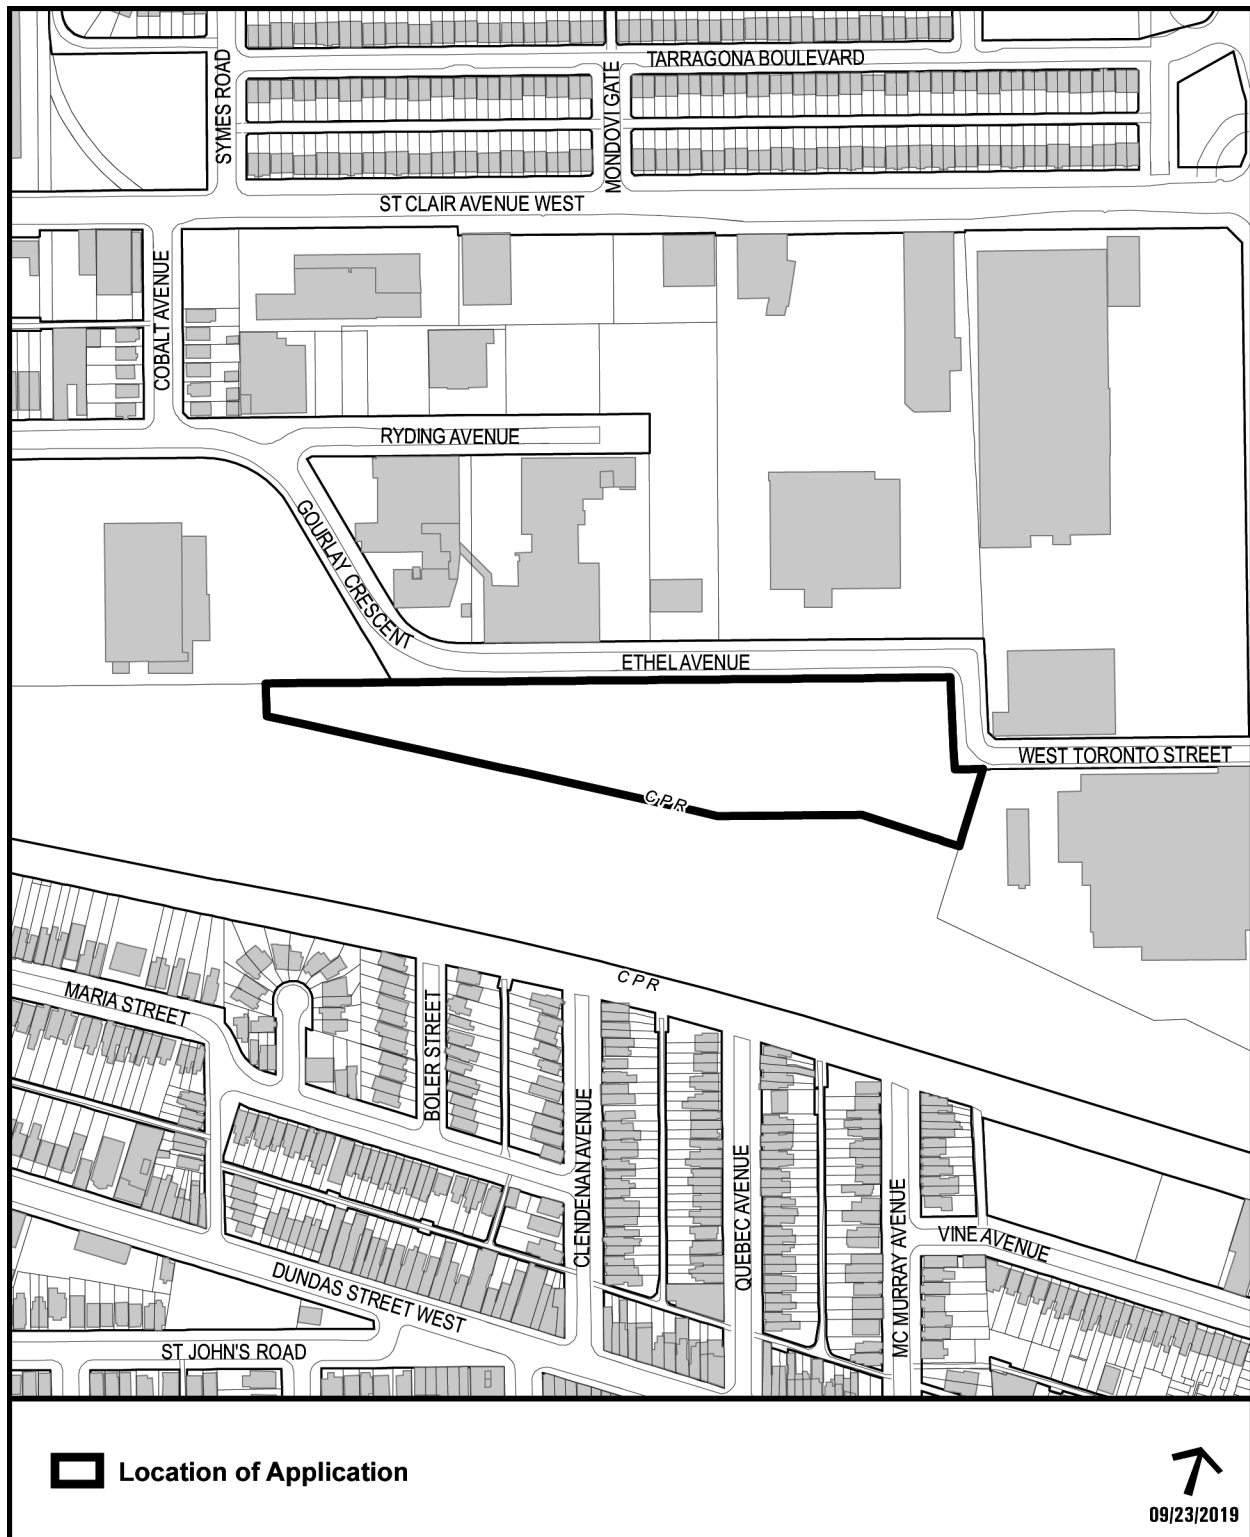 TARRAGONA BOULEVARD
SYMES ROAD
MONDOVI GATE
ST CLAIR AVENUE WEST
COBALT AVENUE
RYDING AVENUE
GOURLAY CRESCENT
ETHEL AVENUE
WEST TORONTO STREET
CPR
CPR
MARIA STREET
BOLER STREET
CLENDENAN AVENUE
QUEBEC AVENUE
MC MURRAY AVENUE
VINE AVENUE
DUNDAS STREET WEST
ST JOHN'S ROAD
Location of Application
09/23/2019